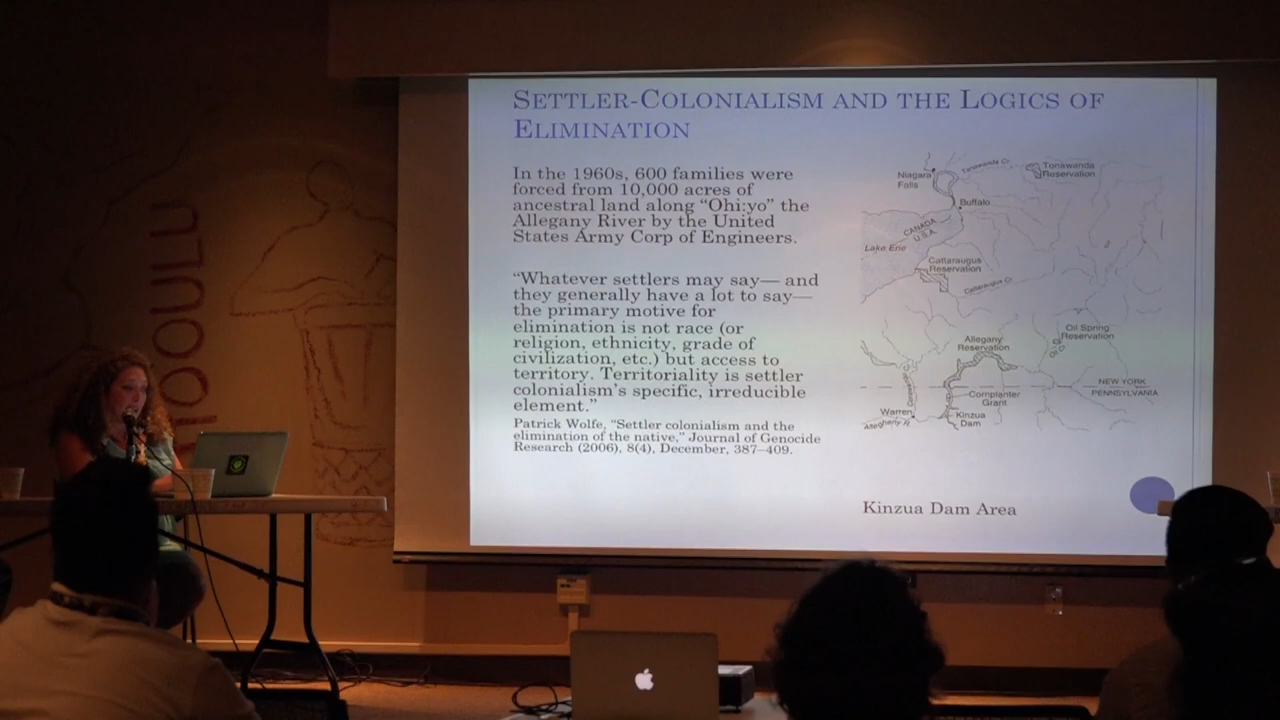 SETTLER-COLONIALISM AND THE LOGICS OF
ELIMINATION
In the 1960s, 600 families were
forced from 10,000 acres of
ancestral land along “Ohi:yo” the
Allegany River by the United
States Army Corp of Engineers.
“Whatever settlers may say— and
they generally have a lot to say—
the primary motive for
elimination is not race (or
religion, ethnicity, grade of
civilization, etc.) but access to
territory. Territoriality is settler
colonialism’s specific, irreducible
element.”
Patrick Wolfe, “Settler colonialism and the
elimination of the native,” Journal of Genocide
Research (2006), 8(4), December, 387–409.
Tonawanda Cr.
Tonawanda
Reservation
Niagara
Falls
Buffalo
CANADA
U.S.A.
Lake Erie
Cattaraugus
Reservation
Cattaraugus Cr.
Oil Spring
Reservation
Oil Cr.
Allegany
Reservation
NEW YORK
PENNSYLVANIA
Cornplanter
Grant
Warren
Kinzua
Dam
Allegheny R.
Kinzua Dam Area